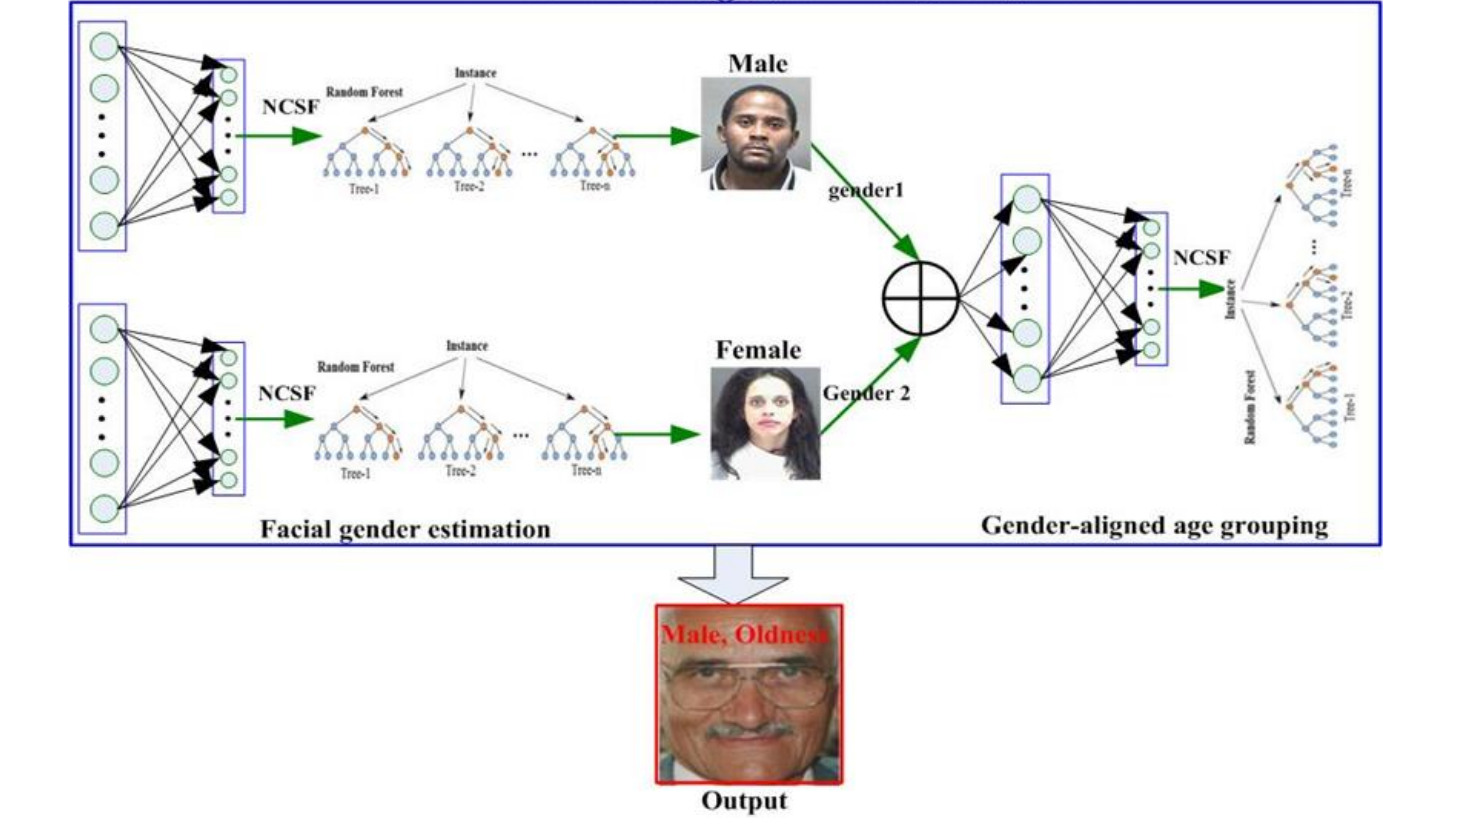 Male
Instance
Random Forest
NCSF
gender1
Tree-1
Tree-2
...
Tree-n
NCSF
Instance
Random Forest
Tree-n
...
Tree-2
Tree-1
Female
Instance
Random Forest
NCSF
Gender 2
Tree-1
Tree-2
...
Tree-n
Facial gender estimation
Gender-aligned age grouping
Male, Oldness
Output